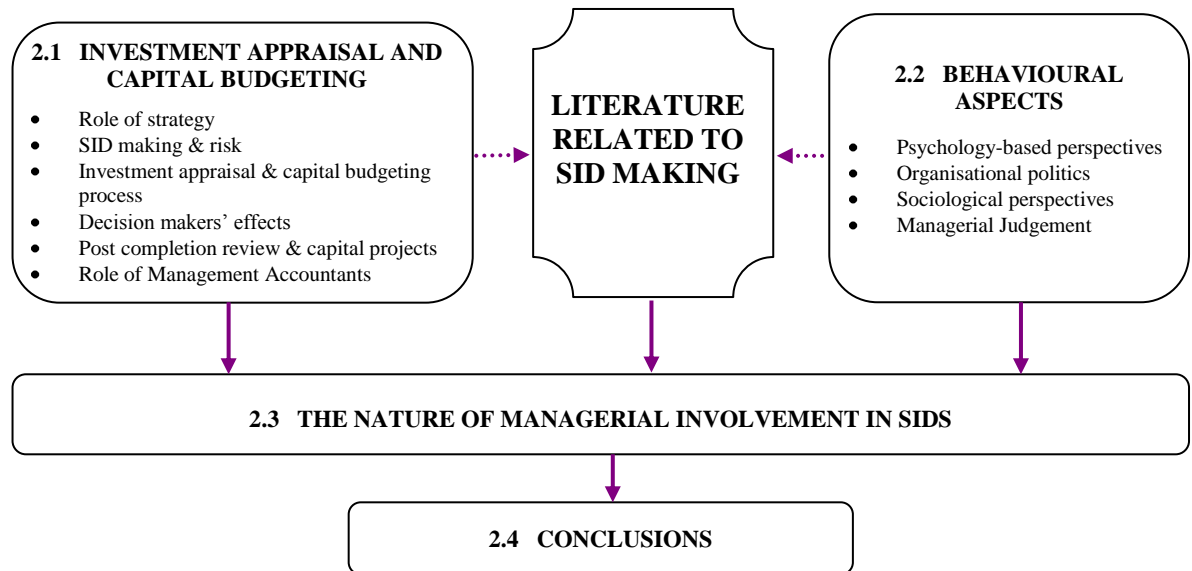 2.1 INVESTMENT APPRAISAL AND
CAPITAL BUDGETING
• Role of strategy
• SID making & risk
• Investment appraisal & capital budgeting
process
• Decision makers' effects
• Post completion review & capital projects
• Role of Management Accountants
LITERATURE
RELATED TO
SID MAKING
2.2 BEHAVIOURAL
ASPECTS
• Psychology-based perspectives
• Organisational politics
• Sociological perspectives
• Managerial Judgement
2.3 THE NATURE OF MANAGERIAL INVOLVEMENT IN SIDS
2.4 CONCLUSIONS